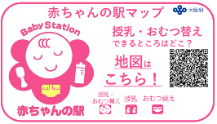 赤ちゃんの駅マップ
大阪府
Baby Station
授乳・おむつ替え
できるところはどこ?
地図は
こちら!
赤ちゃんの駅
授乳・
おむつ替え
授乳
おむつ替え